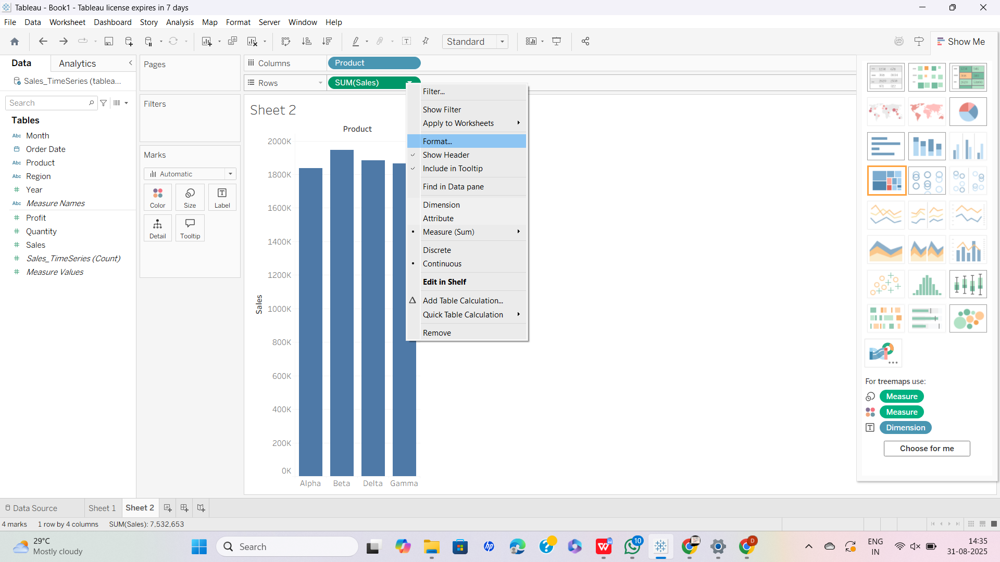 Tableau - Book1 - Tableau license expires in 7 days
File Data Worksheet Dashboard Story Analysis Map Format Server Window Help
Standard
Show Me
Data Analytics
Sales_TimeSeries (tablea...
Search
Tables
Abc Month
Order Date
Abc Product
Abc Region
Year
Abc Measure Names
Profit
Quantity
Sales
Sales_TimeSeries (Count)
Measure Values
Pages
Filters
Marks
Automatic
Color Size Label
Detail Tooltip
Columns Product
Rows SUM(Sales)
Sheet 2
Product
Sales
2000K
1800K
1600K
1400K
1200K
1000K
800K
600K
400K
200K
0K
Alpha Beta Delta Gamma
Filter...
Show Filter
Apply to Worksheets
Format...
Show Header
Include in Tooltip
Find in Data pane
Dimension
Attribute
Measure (Sum)
Discrete
Continuous
Edit in Shelf
Add Table Calculation...
Quick Table Calculation
Remove
For treemaps use:
Measure
Measure
Dimension
Choose for me
Data Source Sheet 1 Sheet 2
4 marks 1 row by 4 columns SUM(Sales): 7,532,653
29°C
Mostly cloudy
Search
hp
10
D
ENG
IN
14:35
31-08-2025